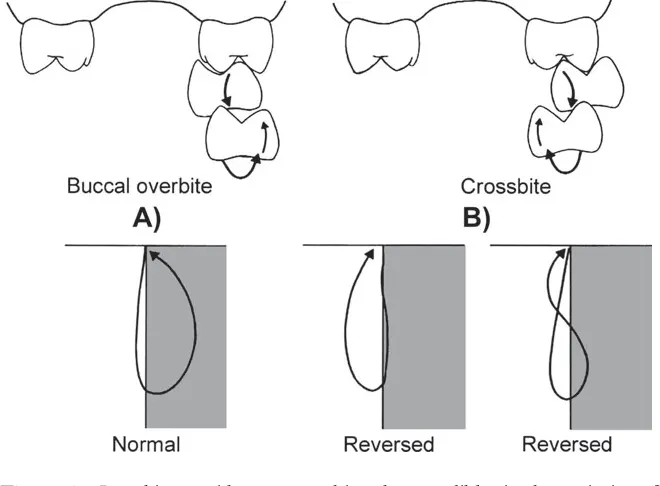 Buccal overbite
Crossbite
A)
B)
Normal
Reversed
Reversed